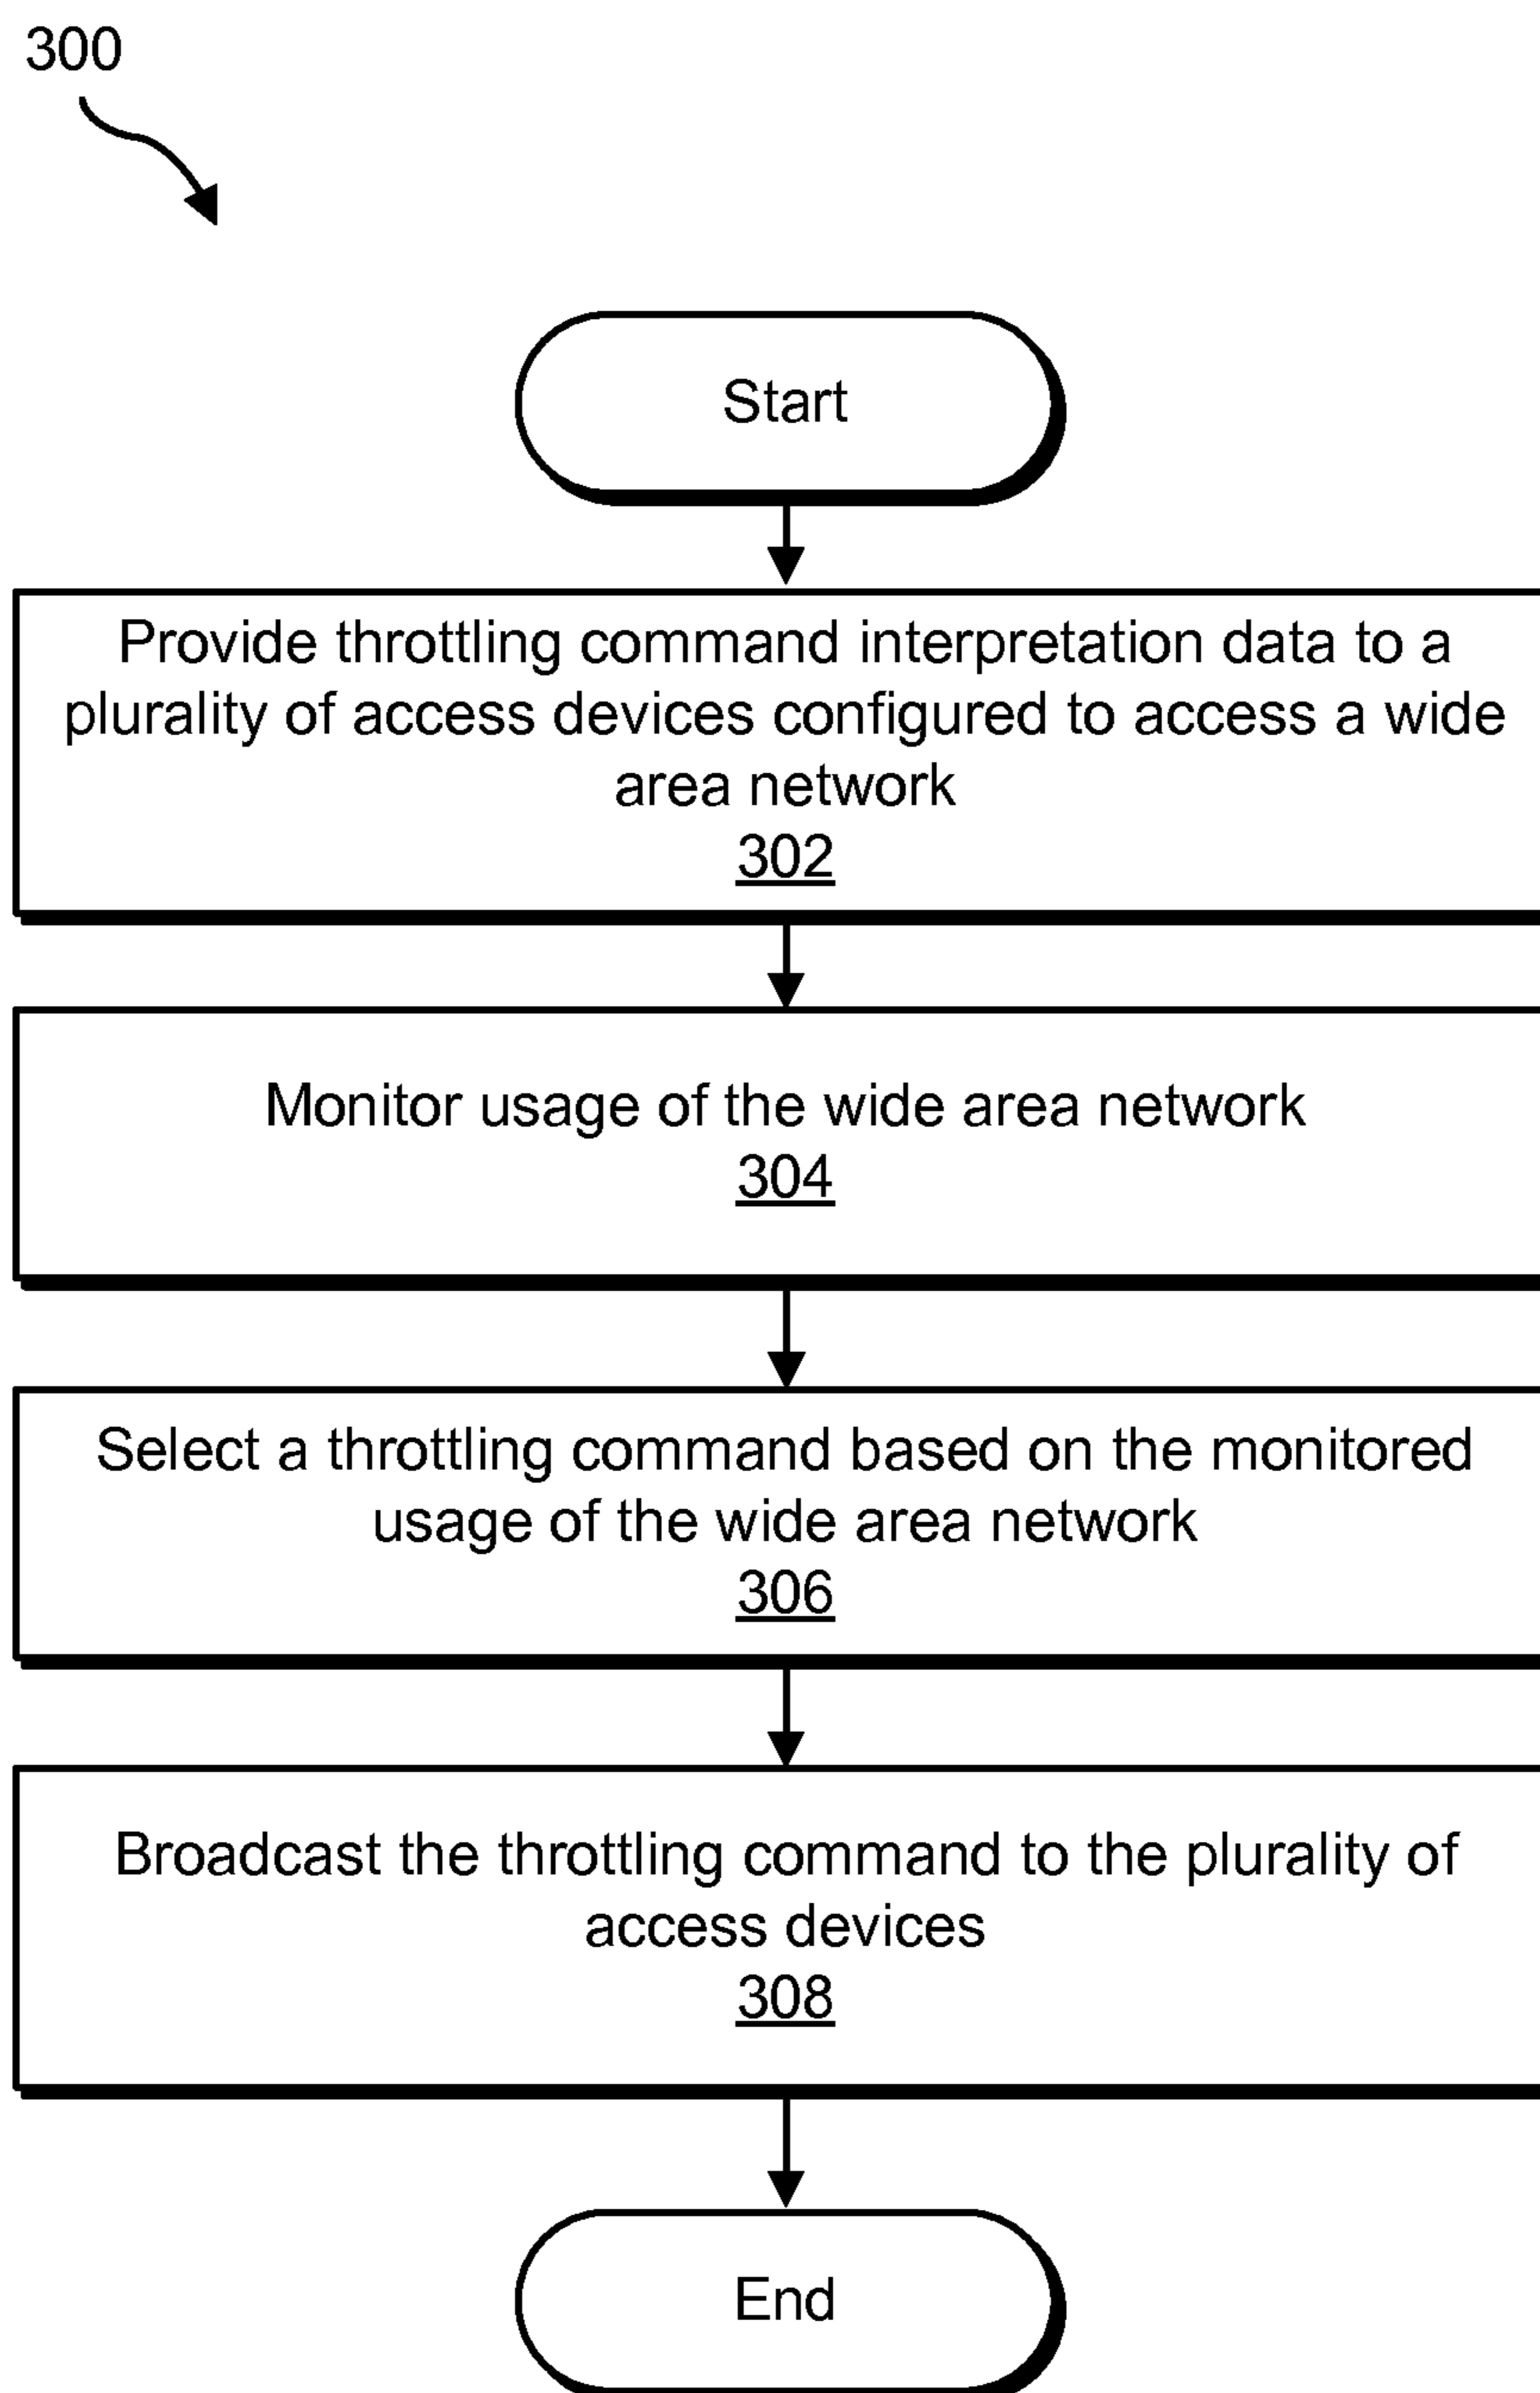 300
Start
Provide throttling command interpretation data to a
plurality of access devices configured to access a wide
area network
302
Monitor usage of the wide area network
304
Select a throttling command based on the monitored
usage of the wide area network
306
Broadcast the throttling command to the plurality of
access devices
308
End